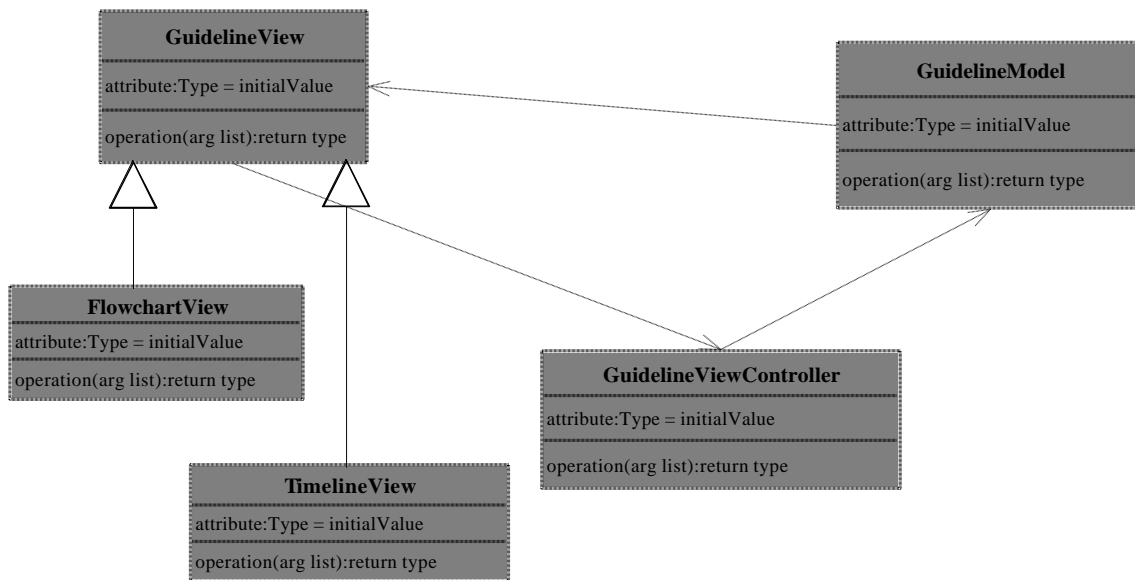 GuidelineView
attribute:Type = initialValue
operation(arg list):return type
GuidelineModel
attribute:Type = initialValue
operation(arg list):return type
FlowchartView
attribute:Type = initialValue
operation(arg list):return type
GuidelineViewController
attribute:Type = initialValue
operation(arg list):return type
TimelineView
attribute:Type = initialValue
operation(arg list):return type